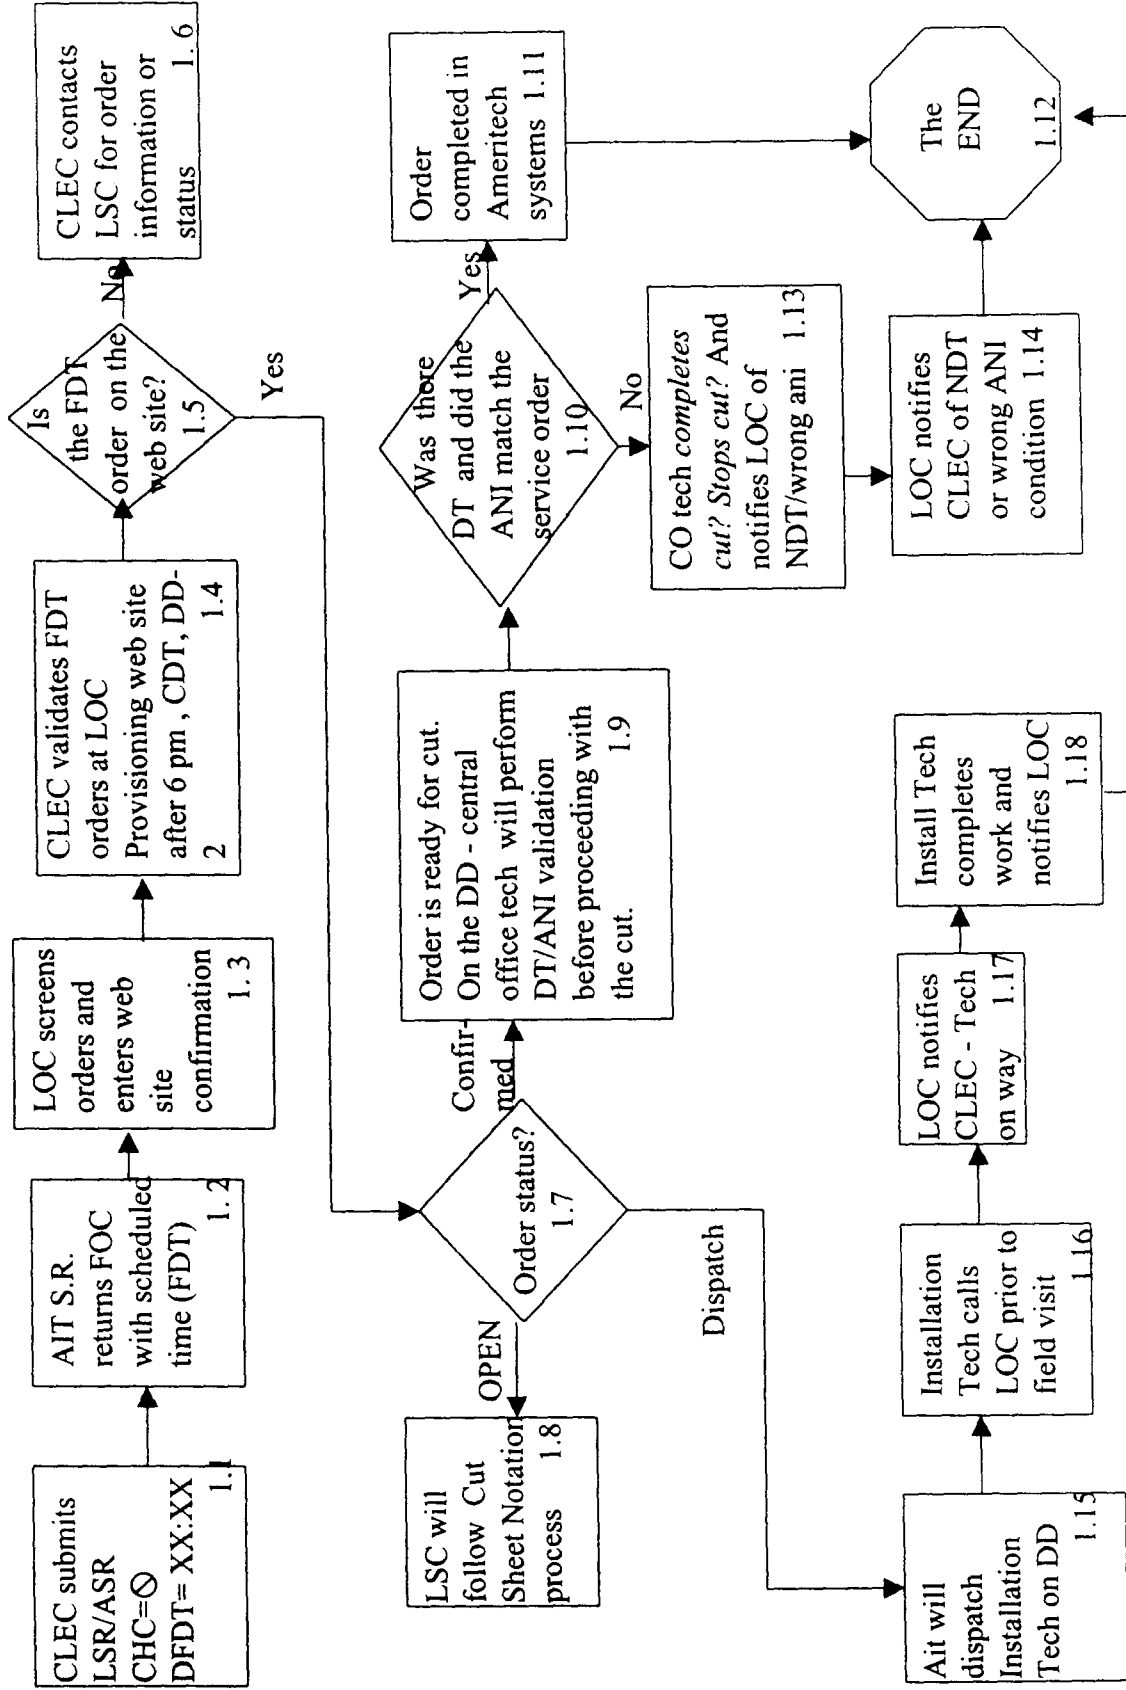 CLEC submits
LSR/ASR
CHC=⦸
DFDT= XX:XX
1.1
AIT S.R.
returns FOC
with scheduled
time (FDT)
1. 2
LOC screens
orders and
enters web
site
confirmation
1. 3
CLEC validates FDT
orders at LOC
Provisioning web site
after 6 pm , CDT, DD-
2 1.4
Is
the FDT
order on the
web site?
1.5
No
CLEC contacts
LSC for order
information or
status 1. 6
Yes
Order status?
1.7
OPEN
LSC will
follow Cut
Sheet Notation
process 1.8
Confir-
med
Order is ready for cut.
On the DD - central
office tech will perform
DT/ANI validation
before proceeding with
the cut. 1.9
Was there
DT and did the
ANI match the
service order
1.10
Yes
Order
completed in
Ameritech
systems 1.11
The
END
1.12
No
CO tech completes
cut? Stops cut? And
notifies LOC of
NDT/wrong ani 1.13
LOC notifies
CLEC of NDT
or wrong ANI
condition 1.14
Dispatch
Ait will
dispatch
Installation
Tech on DD
1.15
Installation
Tech calls
LOC prior to
field visit
1.16
LOC notifies
CLEC - Tech
on way 1.17
Install Tech
completes
work and
notifies LOC
1.18